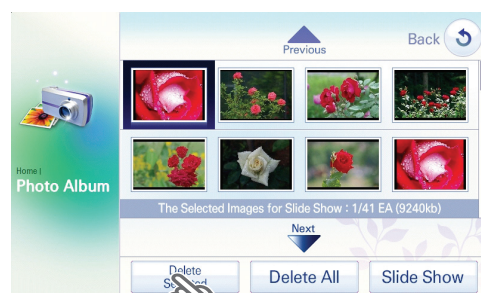 Previous
Back
Home |
Photo Album
The Selected Images for Slide Show : 1/41 EA (9240kb)
Next
Delete
Selected
Delete All
Slide Show